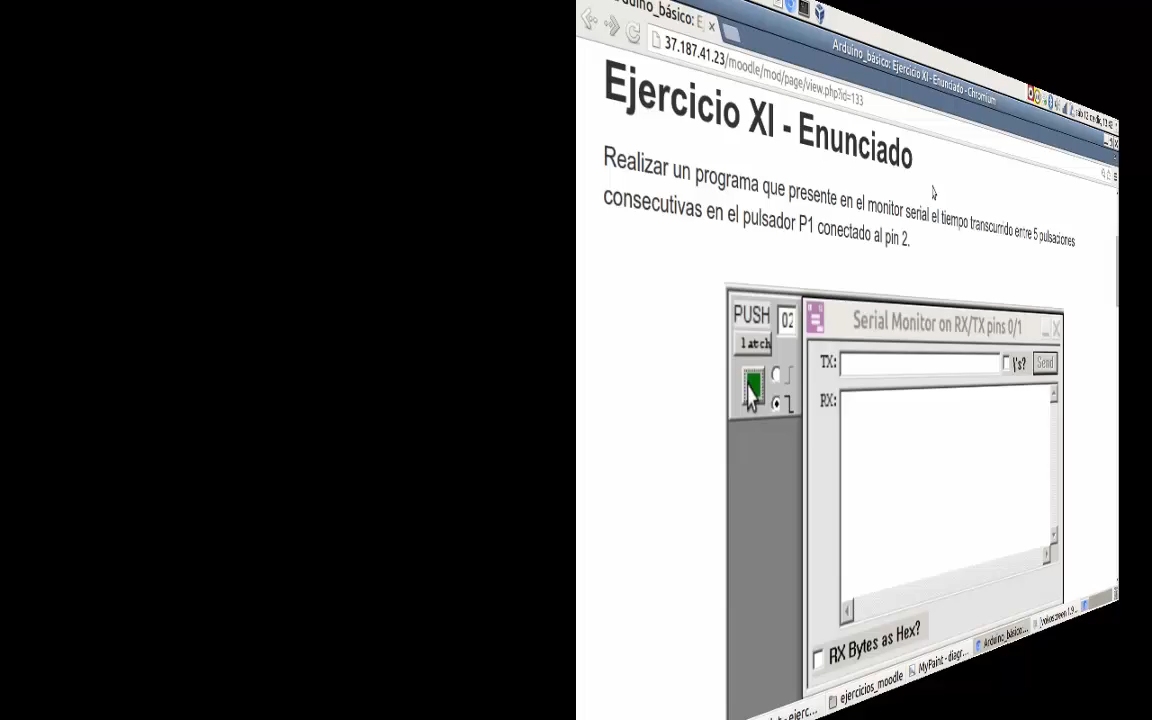 Arduino_básico: Ejercicio XI - Enunciado - Chromium
37.187.41.23/moodle/mod/page/view.php?id=133
Ejercicio XI - Enunciado
Realizar un programa que presente en el monitor serial el tiempo transcurrido entre 5 pulsaciones
consecutivas en el pulsador P1 conectado al pin 2.
PUSH
02
latch
Serial Monitor on RX/TX pins 0/1
TX:
\'s?
Send
RX:
RX Bytes as Hex?
ejercicios_moodle
MyPaint - diagr...
Arduino_básico:...